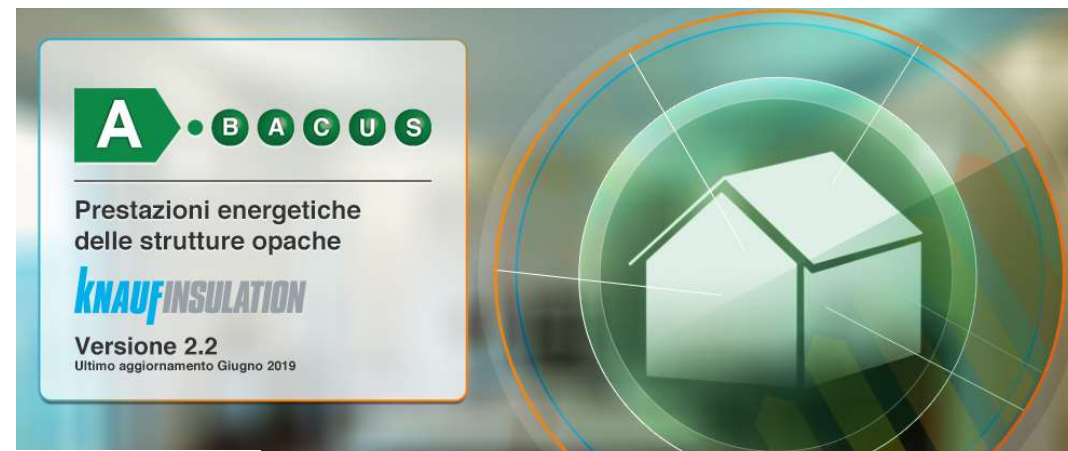 A•BACUS
Prestazioni energetiche
delle strutture opache
KNAUFINSULATION
Versione 2.2
Ultimo aggiornamento Giugno 2019